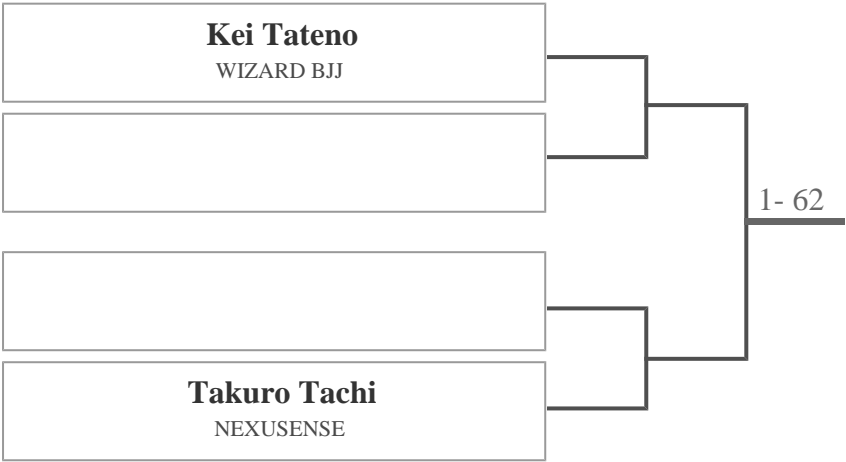 Kei Tateno
WIZARD BJJ
1- 62
Takuro Tachi
NEXUSENSE